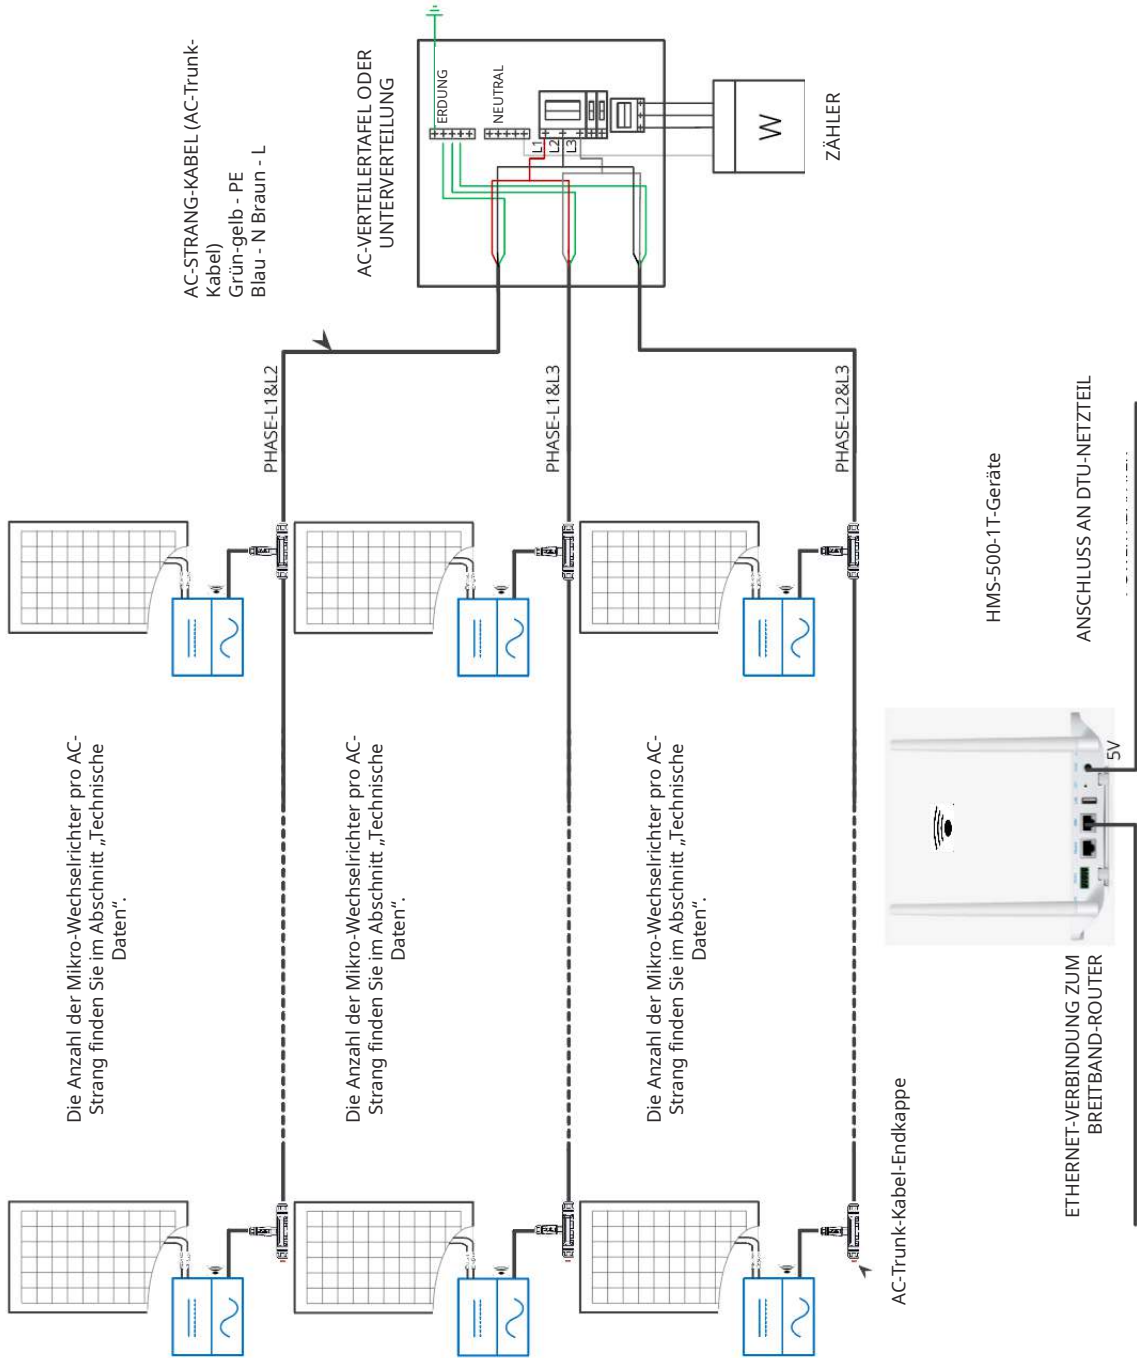 AC-STRANG-KABEL (AC-Trunk-
Kabel)
Grün-gelb - PE
Blau - N Braun - L
AC-VERTEILERTAFEL ODER
UNTERVERTEILUNG
ERDUNG
NEUTRAL
L1
L2
L3
W
ZÄHLER
PHASE-L1&L2
PHASE-L1&L3
PHASE-L2&L3
Die Anzahl der Mikro-Wechselrichter pro AC-
Strang finden Sie im Abschnitt „Technische
Daten“.
Die Anzahl der Mikro-Wechselrichter pro AC-
Strang finden Sie im Abschnitt „Technische
Daten“.
Die Anzahl der Mikro-Wechselrichter pro AC-
Strang finden Sie im Abschnitt „Technische
Daten“.
HMS-500-1T-Geräte
ANSCHLUSS AN DTU-NETZTEIL
5V
AC-Trunk-Kabel-Endkappe
ETHERNET-VERBINDUNG ZUM
BREITBAND-ROUTER